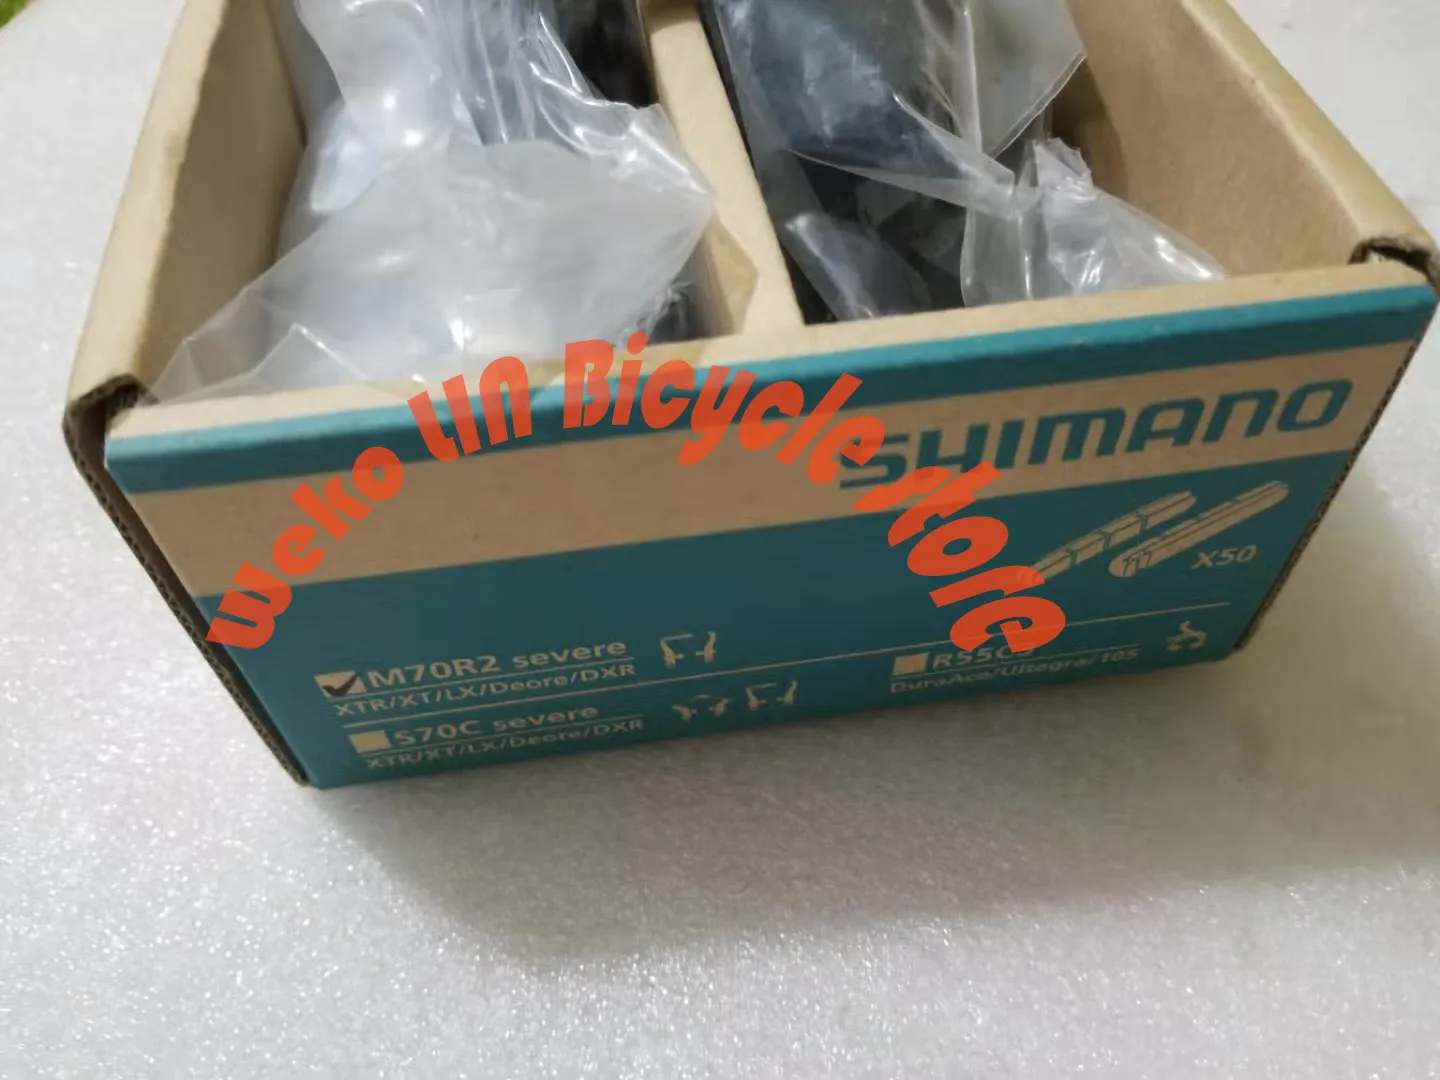 weko LIN Bicycle store
SHIMANO
X50
M70R2 severe
XTR/XT/LX/Deore/DXR
S70C severe
XTR/XT/LX/Deore/DXR
DuraAce/Ultegra/105